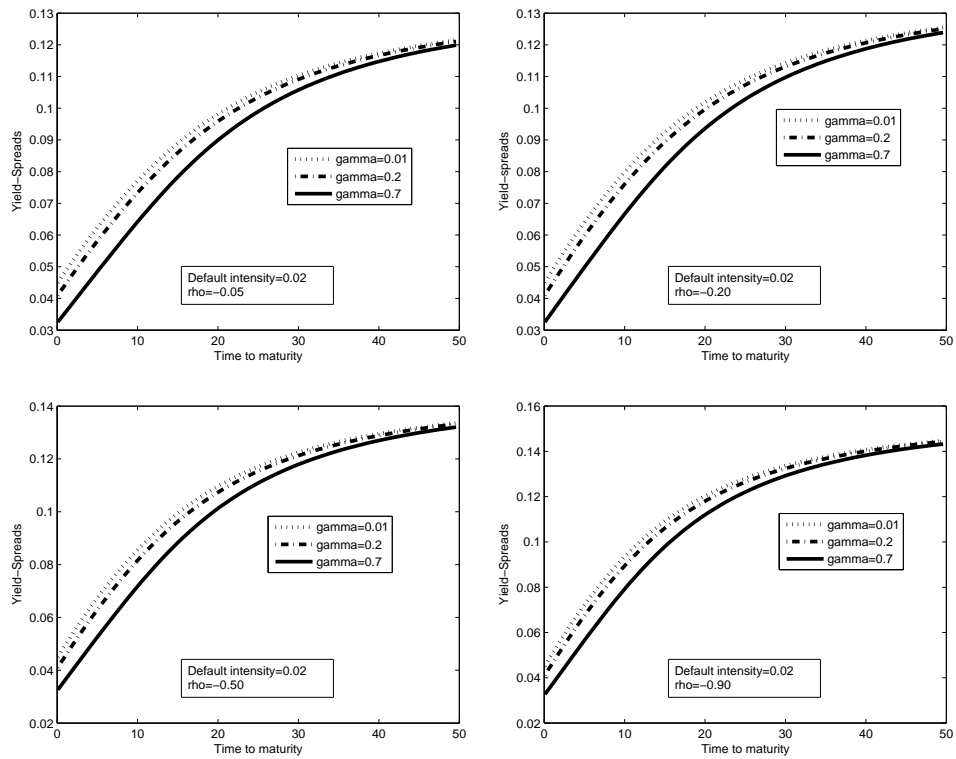 0.13
0.12
0.11
0.1
0.09
0.08
0.07
0.06
0.05
0.04
0.03
Yield−Spreads
gamma=0.01
gamma=0.2
gamma=0.7
Default intensity=0.02
rho=−0.05
0 10 20 30 40 50
Time to maturity
0.13
0.12
0.11
0.1
0.09
0.08
0.07
0.06
0.05
0.04
0.03
Yield−spreads
gamma=0.01
gamma=0.2
gamma=0.7
Default intensity=0.02
rho=−0.20
0 10 20 30 40 50
Time to maturity
0.14
0.12
0.1
0.08
0.06
0.04
0.02
Yield−Spreads
gamma=0.01
gamma=0.2
gamma=0.7
Default intensity=0.02
rho=−0.50
0 10 20 30 40 50
Time to maturity
0.16
0.14
0.12
0.1
0.08
0.06
0.04
0.02
Yield−Spreads
gamma=0.01
gamma=0.2
gamma=0.7
Default intensity=0.02
rho=−0.90
0 10 20 30 40 50
Time to maturity